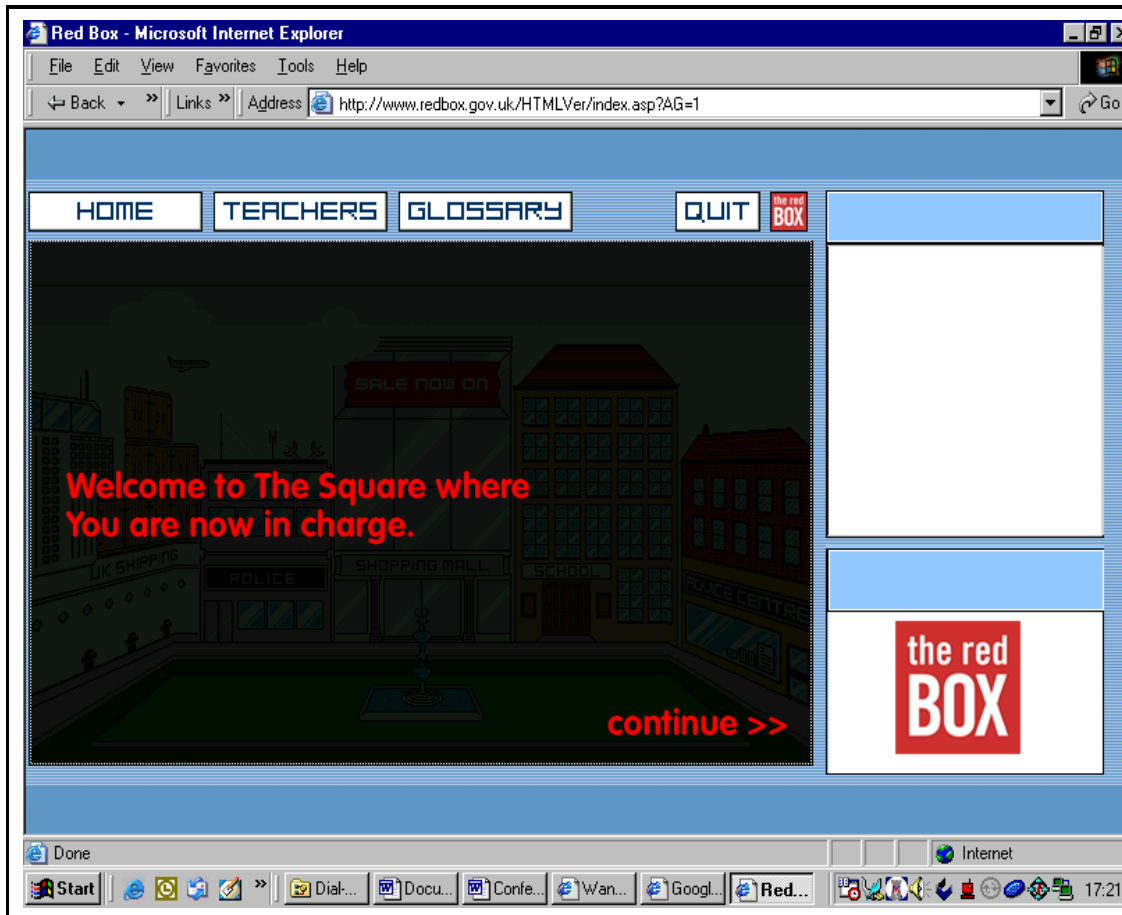 Red Box - Microsoft Internet Explorer
File Edit View Favorites Tools Help
Back » Links » Address http://www.redbox.gov.uk/HTMLVer/index.asp?AG=1 Go
HOME TEACHERS GLOSSARY QUIT the red BOX
SALE NOW ON
Welcome to The Square where
You are now in charge.
UK SHIPPING
POLICE
SHOPPING MALL
SCHOOL
ADVICE CENTRE
continue >>
the red
BOX
Done Internet
Start » Dial-... Docu... Confe... Wan... Googl... Red... 17:21